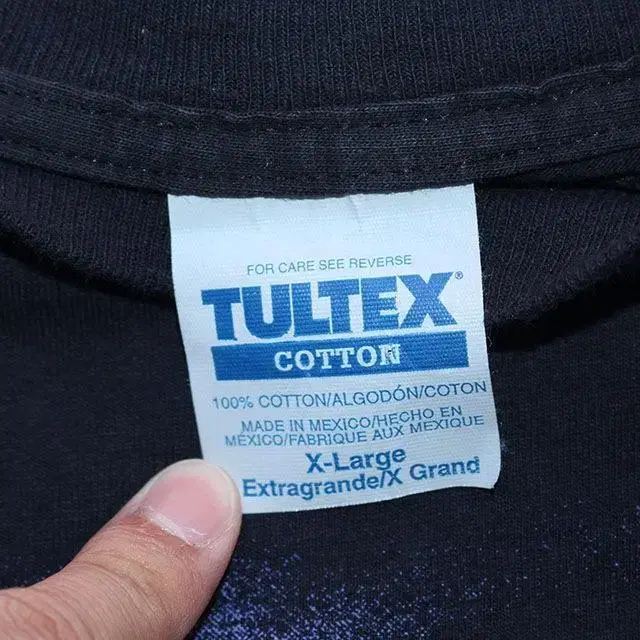 FOR CARE SEE REVERSE
TULTEX®
COTTON
100% COTTON/ALGODÓN/COTON
MADE IN MEXICO/HECHO EN
MÉXICO/FABRIQUE AUX MEXIQUE
X-Large
Extragrande/X Grand